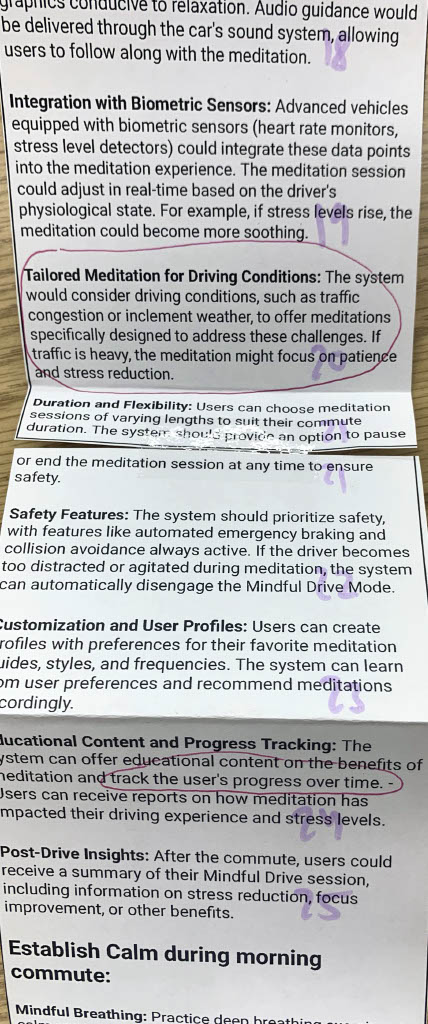 graphics conducive to relaxation. Audio guidance would
be delivered through the car's sound system, allowing
users to follow along with the meditation.
18
Integration with Biometric Sensors: Advanced vehicles
equipped with biometric sensors (heart rate monitors,
stress level detectors) could integrate these data points
into the meditation experience. The meditation session
could adjust in real-time based on the driver's
physiological state. For example, if stress levels rise, the
meditation could become more soothing.
19
Tailored Meditation for Driving Conditions: The system
would consider driving conditions, such as traffic
congestion or inclement weather, to offer meditations
specifically designed to address these challenges. If
traffic is heavy, the meditation might focus on patience
and stress reduction.
20
Duration and Flexibility: Users can choose meditation
sessions of varying lengths to suit their commute
duration. The system should provide an option to pause
21
or end the meditation session at any time to ensure
safety.
21
Safety Features: The system should prioritize safety,
with features like automated emergency braking and
collision avoidance always active. If the driver becomes
too distracted or agitated during meditation, the system
can automatically disengage the Mindful Drive Mode.
22
Customization and User Profiles: Users can create
rofiles with preferences for their favorite meditation
uides, styles, and frequencies. The system can learn
om user preferences and recommend meditations
cordingly.
23
ducational Content and Progress Tracking: The
ystem can offer educational content on the benefits of
meditation and track the user's progress over time. -
Users can receive reports on how meditation has
mpacted their driving experience and stress levels.
24
Post-Drive Insights: After the commute, users could
receive a summary of their Mindful Drive session,
including information on stress reduction, focus
improvement, or other benefits.
25
Establish Calm during morning
commute:
Mindful Breathing: Practice deep breathing